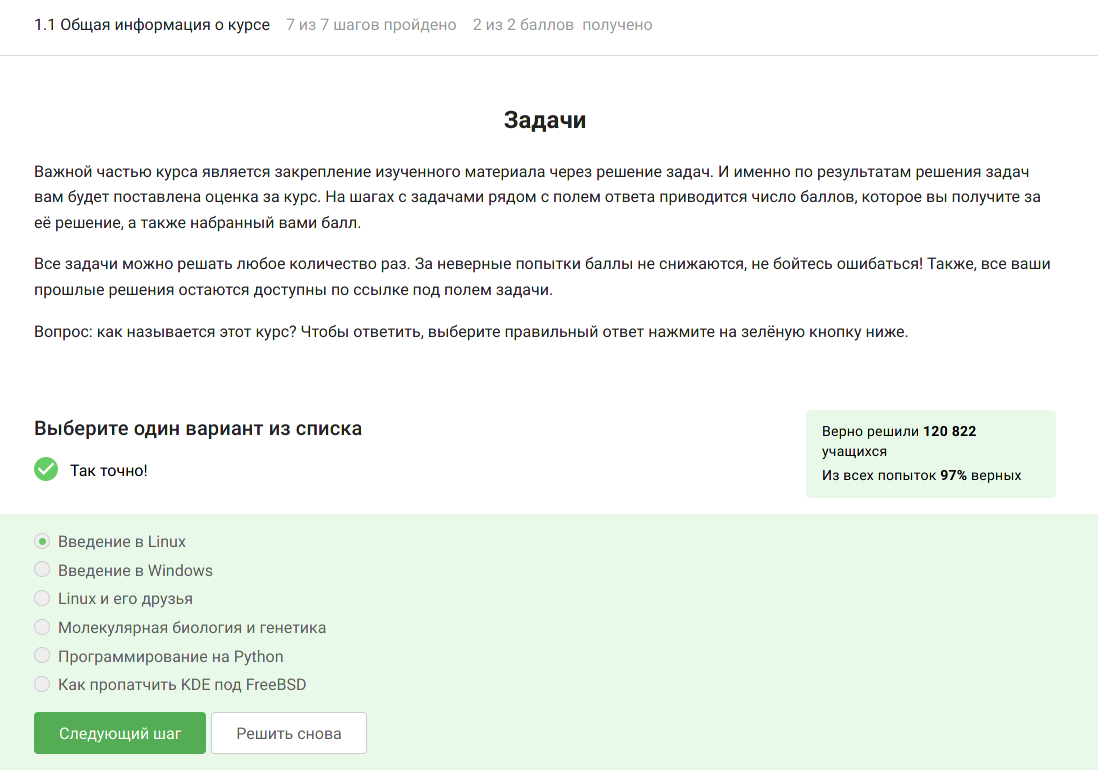 1.1 Общая информация о курсе 7 из 7 шагов пройдено 2 из 2 баллов получено
Задачи
Важной частью курса является закрепление изученного материала через решение задач. И именно по результатам решения задач
вам будет поставлена оценка за курс. На шагах с задачами рядом с полем ответа приводится число баллов, которое вы получите за
её решение, а также набранный вами балл.
Все задачи можно решать любое количество раз. За неверные попытки баллы не снижаются, не бойтесь ошибаться! Также, все ваши
прошлые решения остаются доступны по ссылке под полем задачи.
Вопрос: как называется этот курс? Чтобы ответить, выберите правильный ответ нажмите на зелёную кнопку ниже.
Выберите один вариант из списка
Так точно!
Верно решили 120 822
учащихся
Из всех попыток 97% верных
Введение в Linux
Введение в Windows
Linux и его друзья
Молекулярная биология и генетика
Программирование на Python
Как пропатчить KDE под FreeBSD
Следующий шаг Решить снова